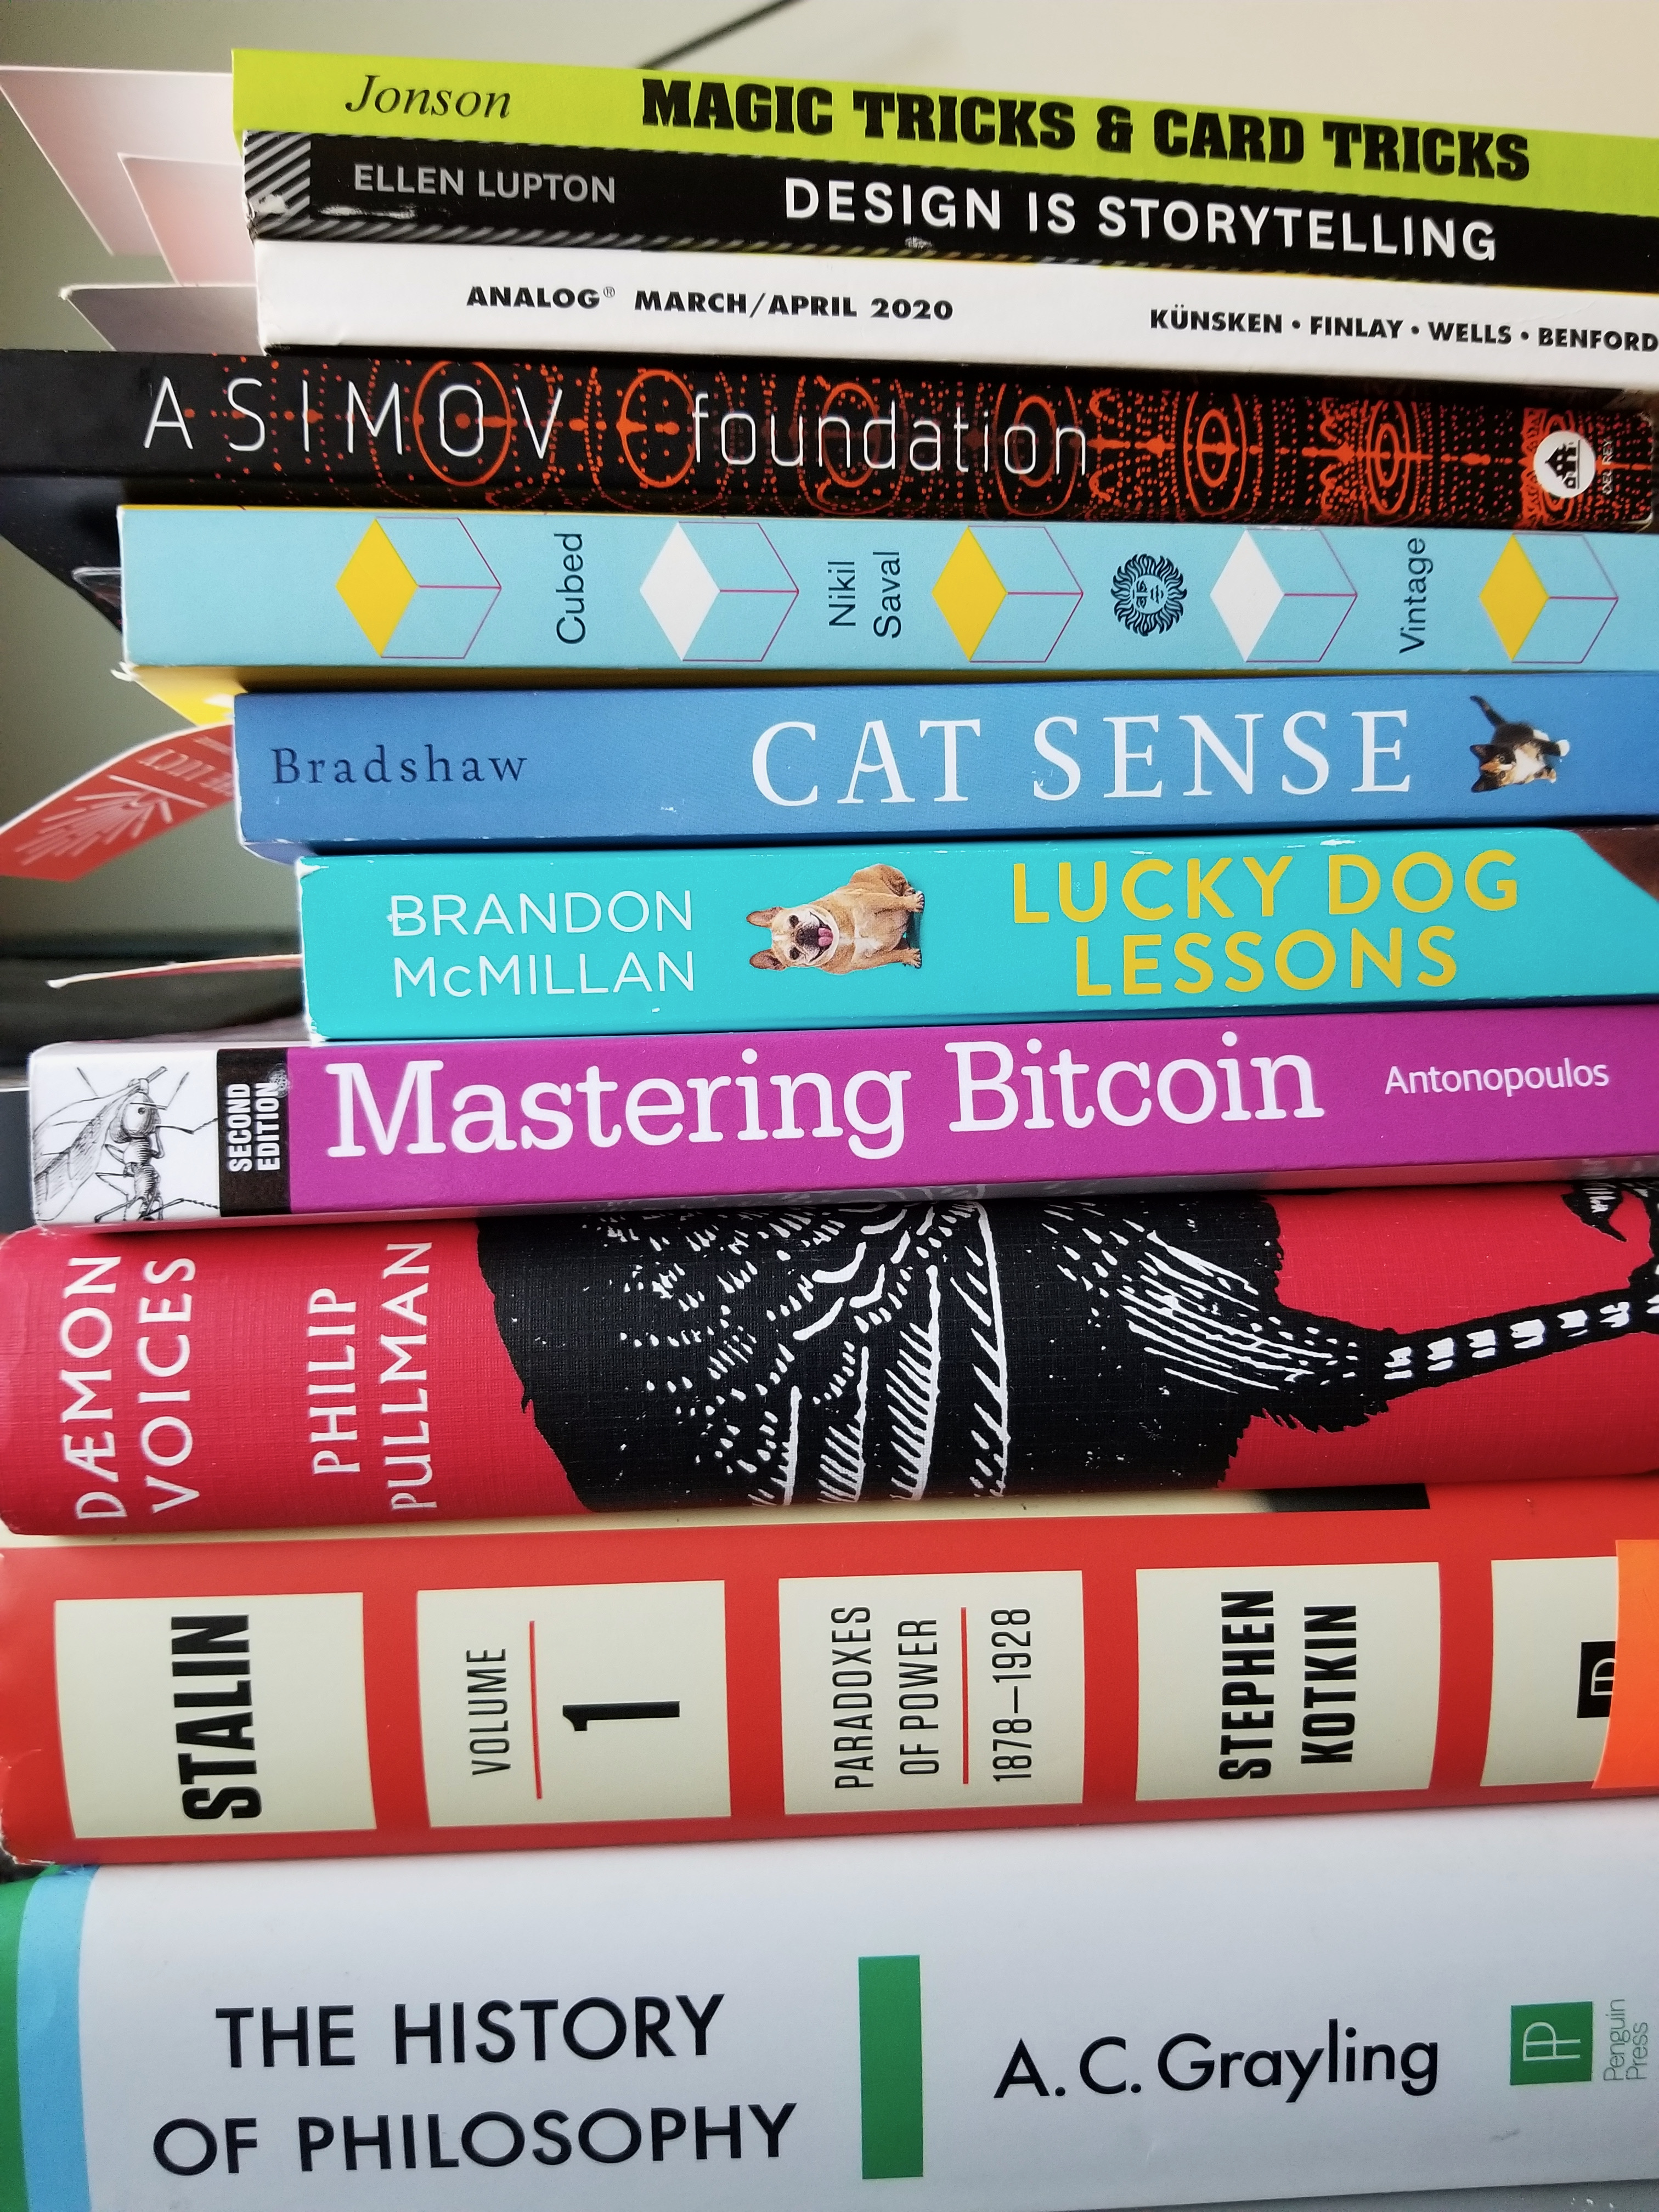 Jonson MAGIC TRICKS & CARD TRICKS
ELLEN LUPTON DESIGN IS STORYTELLING
ANALOG® MARCH/APRIL 2020 KÜNSKEN • FINLAY • WELLS • BENFORD
ASIMOV foundation DEL REY
Cubed
Nikil
Saval
Vintage
Bradshaw CAT SENSE
BRANDON
McMILLAN
LUCKY DOG
LESSONS
SECOND
EDITION
Mastering Bitcoin Antonopoulos
DÆMON
VOICES
PHILIP
PULLMAN
STALIN
VOLUME
1
PARADOXES
OF POWER
1878—1928
STEPHEN
KOTKIN
THE HISTORY
OF PHILOSOPHY
A. C. Grayling
Penguin
Press